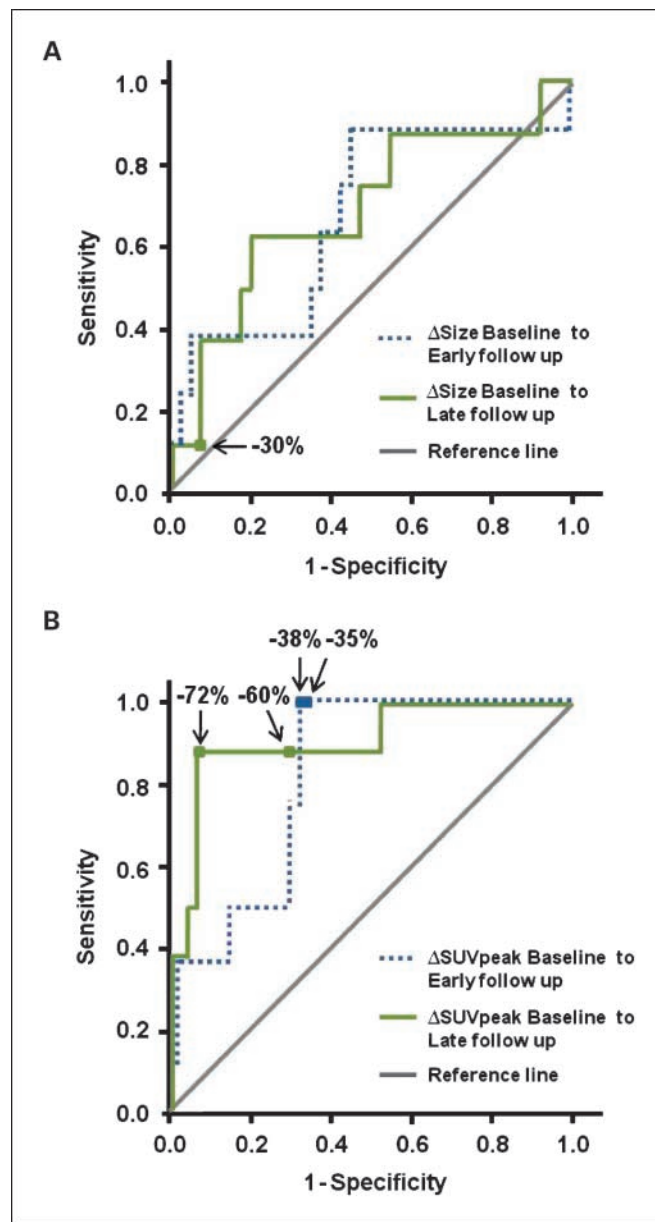 A
1.0
0.8
0.6
0.4
0.2
0.0
Sensitivity
ΔSize Baseline to
Early follow up
ΔSize Baseline to
Late follow up
Reference line
-30%
0.0 0.2 0.4 0.6 0.8 1.0
1-Specificity
B
-38% -35%
-72% -60%
1.0
0.8
0.6
0.4
0.2
0.0
Sensitivity
ΔSUVpeak Baseline to
Early follow up
ΔSUVpeak Baseline to
Late follow up
Reference line
0.0 0.2 0.4 0.6 0.8 1.0
1-Specificity